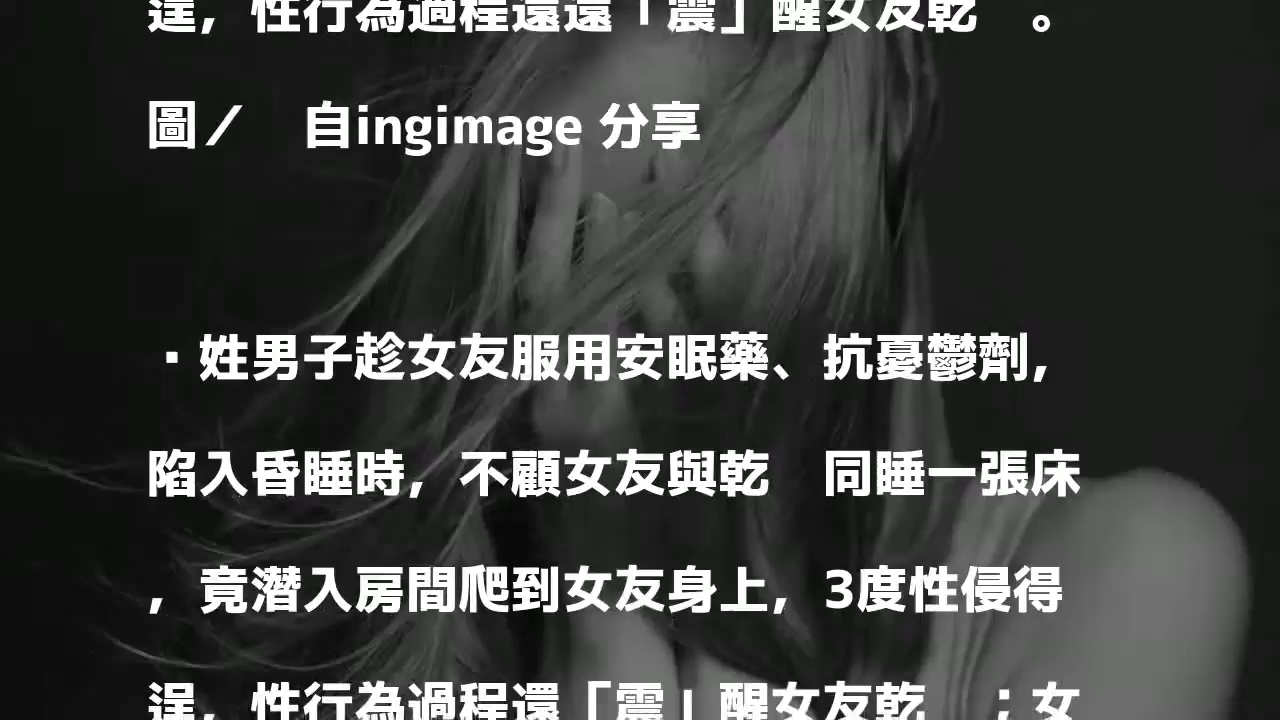 逞，性行為過程還還「震」醒女友乾　。
圖／　自ingimage 分享
▪姓男子趁女友服用安眠藥、抗憂鬱劑，
陷入昏睡時，不顧女友與乾　同睡一張床
，竟潛入房間爬到女友身上，3度性侵得
逞，性行為過程還「震」醒女友乾　；女